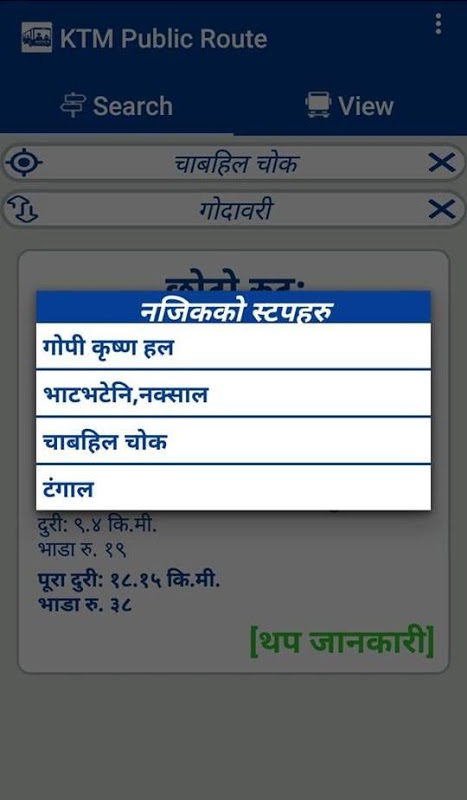 KTM Public Route
Search
View
चाबहिल चोक
गोदावरी
छोटो रुट:
नजिकको स्टपहरु
गोपी कृष्ण हल
भाटभटेनि,नक्साल
चाबहिल चोक
टंगाल
दुरी: ९.४ कि.मी.
भाडा रु. १९
पूरा दुरी: १८.१५ कि.मी.
भाडा रु. ३८
[थप जानकारी]